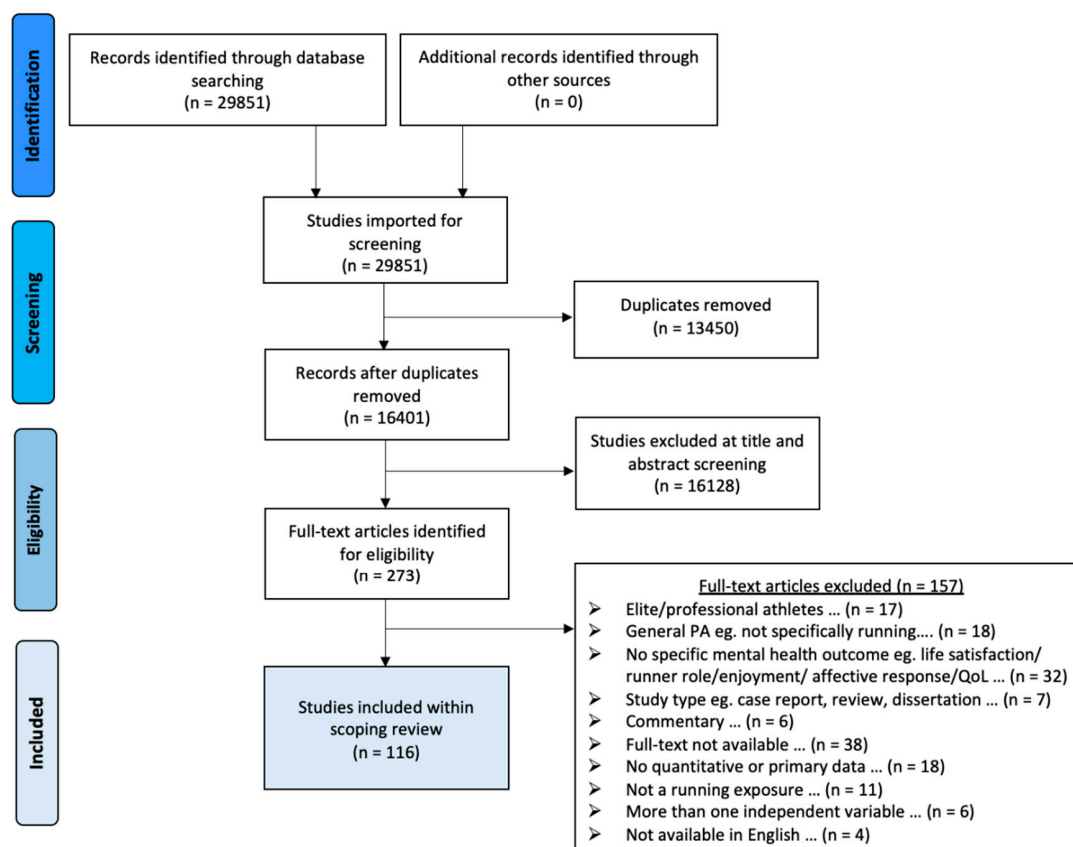 Identification
Records identified through database
searching
(n = 29851)
Additional records identified through
other sources
(n = 0)
Screening
Studies imported for
screening
(n = 29851)
Duplicates removed
(n = 13450)
Records after duplicates
removed
(n = 16401)
Studies excluded at title and
abstract screening
(n = 16128)
Eligibility
Full-text articles identified
for eligibility
(n = 273)
Full-text articles excluded (n = 157)
➢ Elite/professional athletes ... (n = 17)
➢ General PA eg. not specifically running.... (n = 18)
➢ No specific mental health outcome eg. life satisfaction/
runner role/enjoyment/ affective response/QoL ... (n = 32)
➢ Study type eg. case report, review, dissertation ... (n = 7)
➢ Commentary ... (n = 6)
➢ Full-text not available ... (n = 38)
➢ No quantitative or primary data ... (n = 18)
➢ Not a running exposure ... (n = 11)
➢ More than one independent variable ... (n = 6)
➢ Not available in English ... (n = 4)
Included
Studies included within
scoping review
(n = 116)